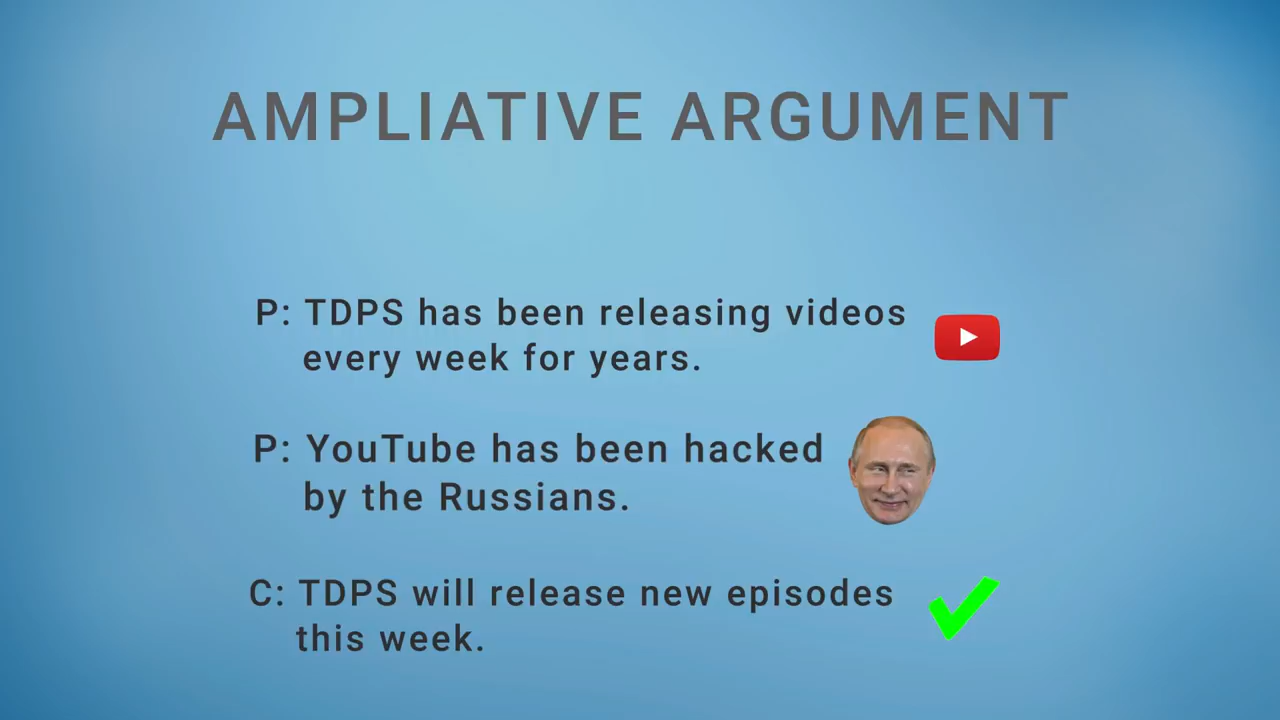 AMPLIATIVE ARGUMENT
P: TDPS has been releasing videos
every week for years.
P: YouTube has been hacked
by the Russians.
C: TDPS will release new episodes
this week.